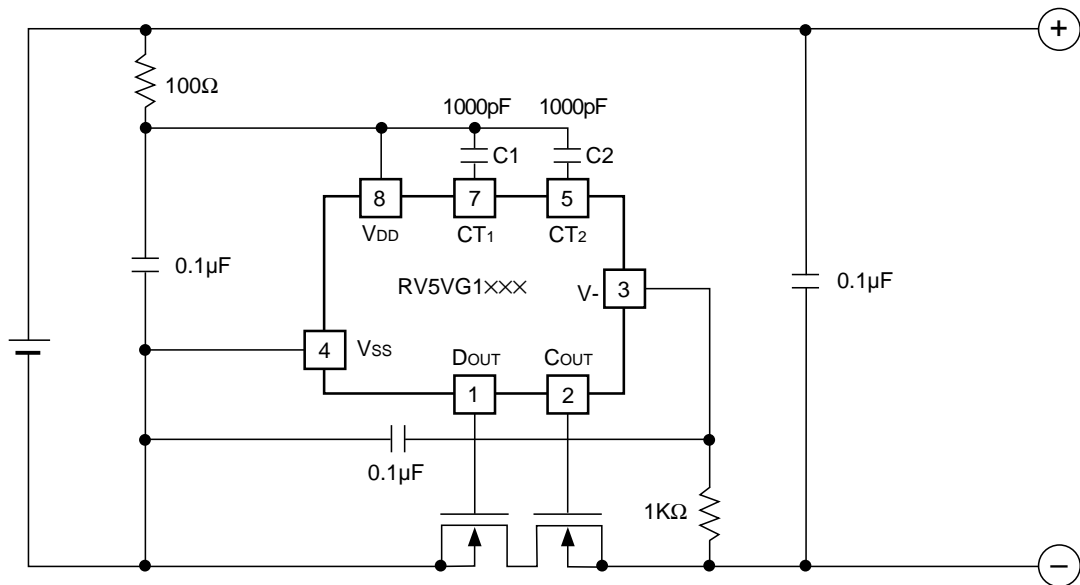 +
100Ω
1000pF 1000pF
C1 C2
8 7 5
VDD CT1 CT2
0.1µF
RV5VG1×××
V- 3
0.1µF
4 VSS
DOUT COUT
1 2
0.1µF
1KΩ
−